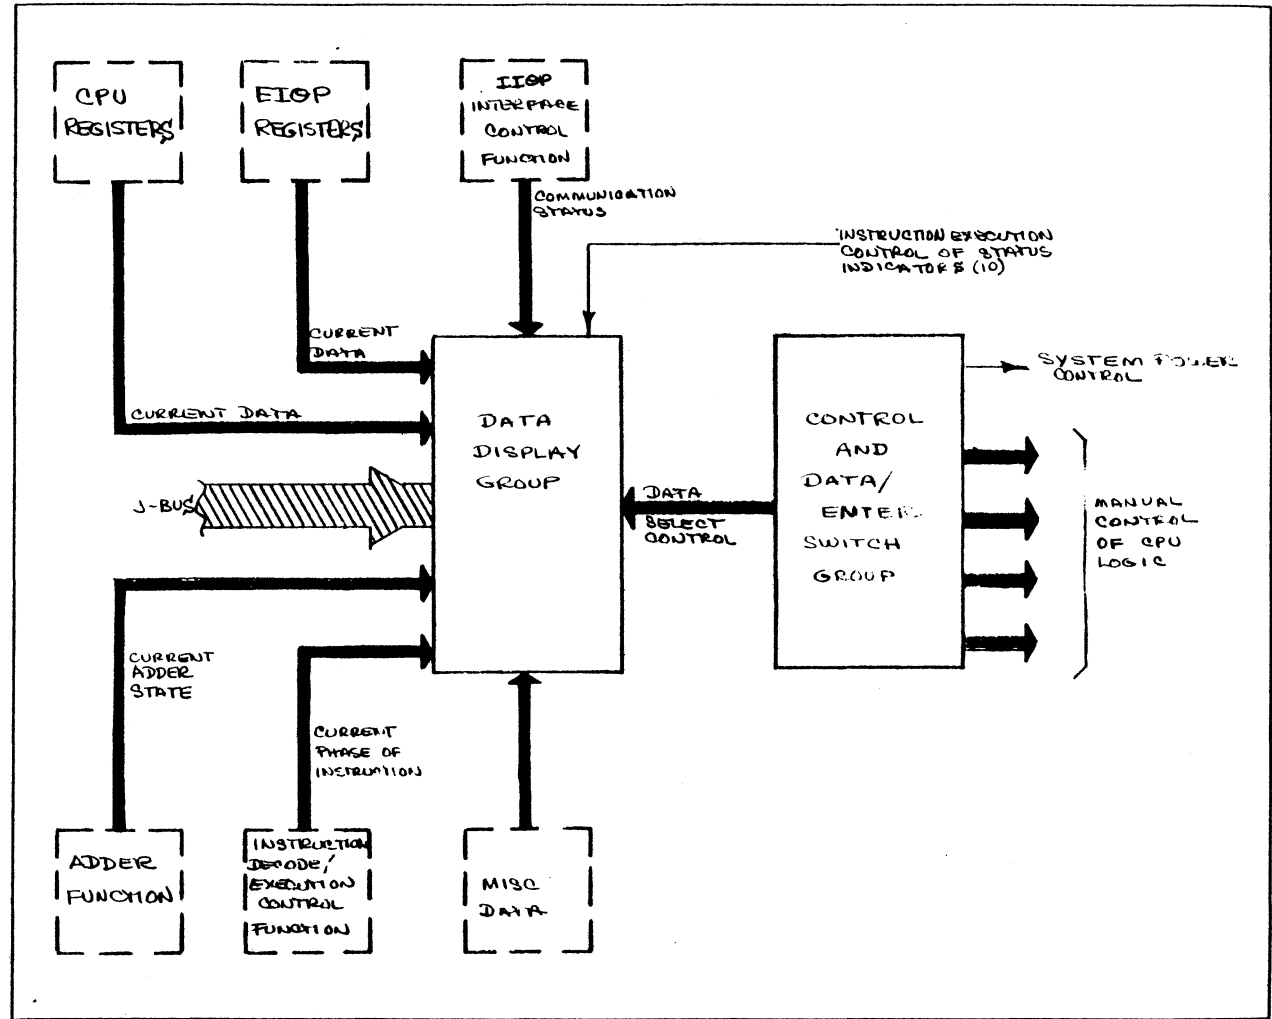 CPU
REGISTERS
EIOP
REGISTERS
IIOP
INTERFACE
CONTROL
FUNCTION
COMMUNICATION
STATUS
INSTRUCTION EXECUTION
CONTROL OF STATUS
INDICATORS (10)
CURRENT
DATA
CURRENT DATA
J-BUS
DATA
DISPLAY
GROUP
DATA
SELECT
CONTROL
CONTROL
AND
DATA/
ENTER
SWITCH
GROUP
SYSTEM POWER
CONTROL
MANUAL
CONTROL
OF CPU
LOGIC
CURRENT
ADDER
STATE
CURRENT
PHASE OF
INSTRUCTION
ADDER
FUNCTION
INSTRUCTION
DECODE/
EXECUTION
CONTROL
FUNCTION
MISC
DATA